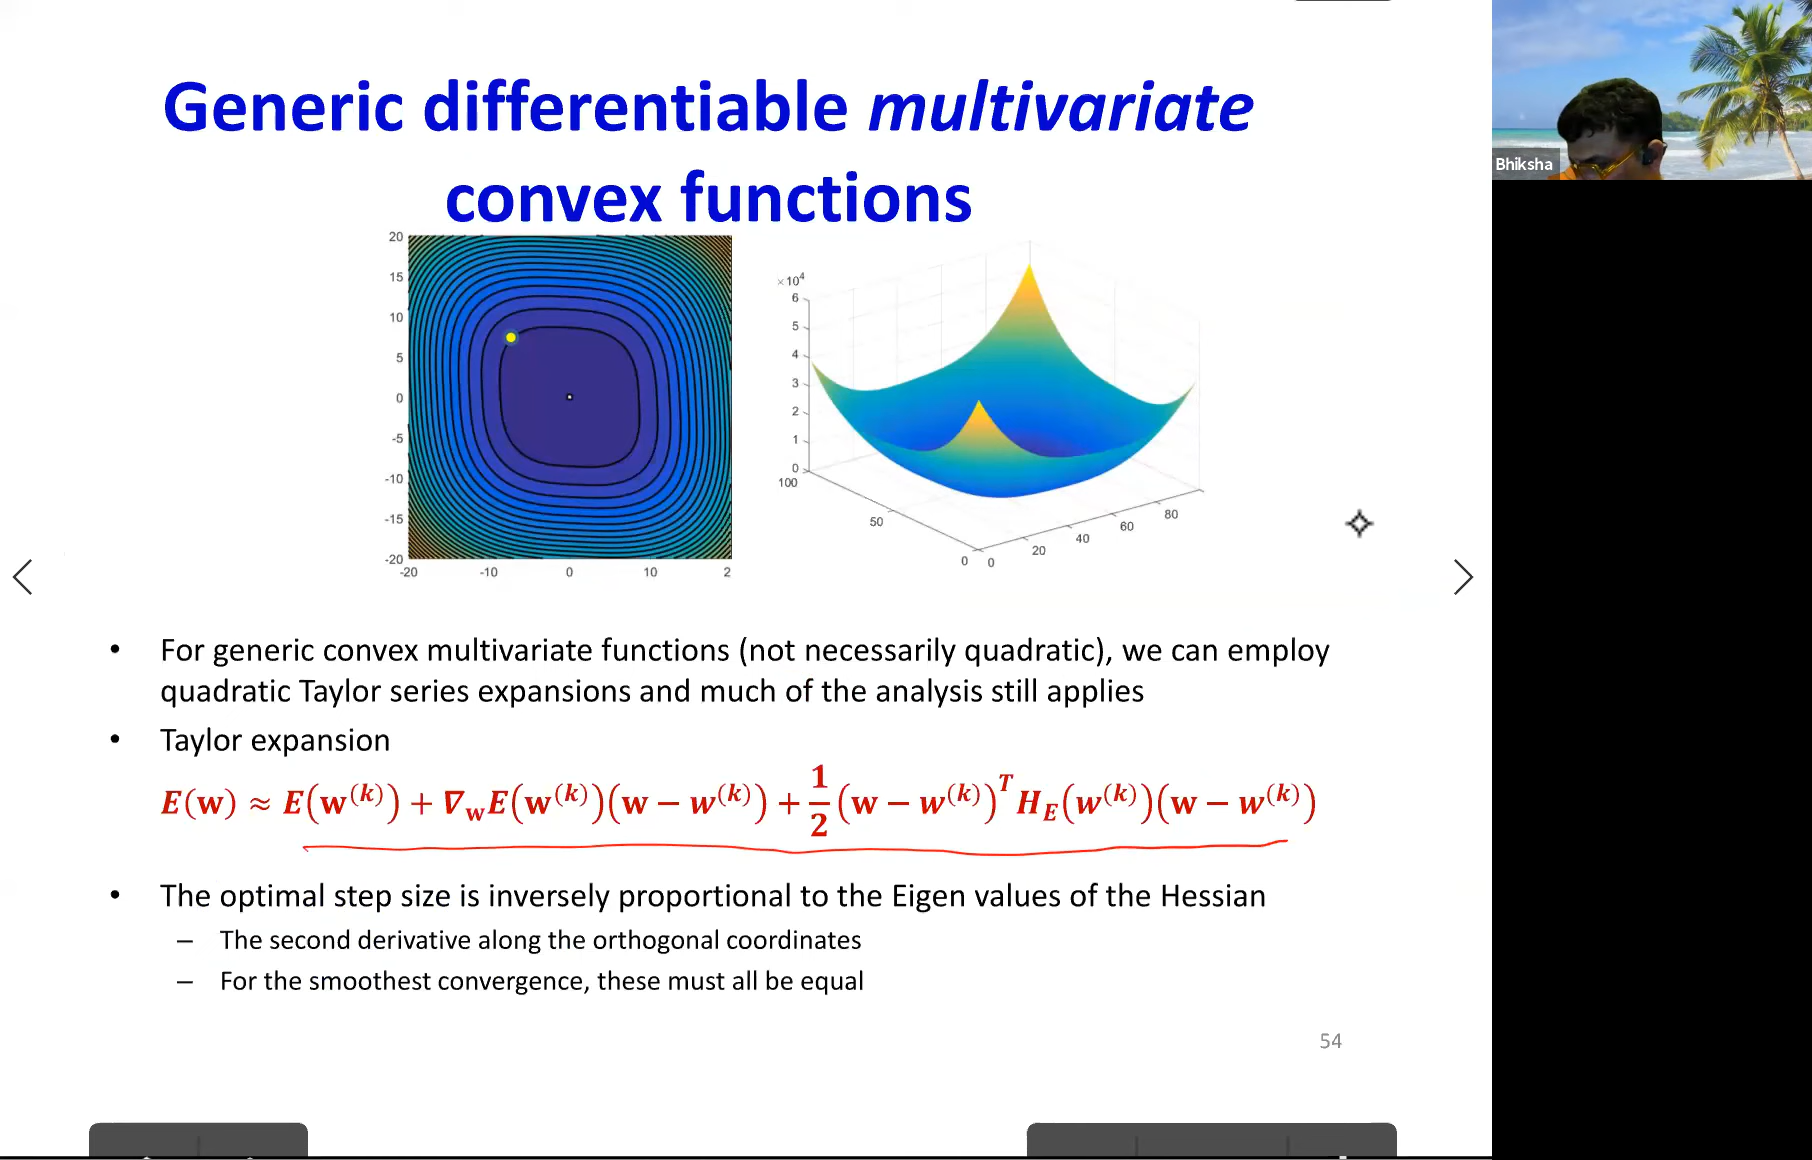 Generic differentiable multivariate
convex functions
Bhiksha
20
15
10
5
0
-5
-10
-15
-20
-20 -10 0 10 2
×10⁴
6
5
4
3
2
1
0
100
50
0
0 20 40 60 80
• For generic convex multivariate functions (not necessarily quadratic), we can employ
quadratic Taylor series expansions and much of the analysis still applies
• Taylor expansion
E(w) ≈ E(w⁽ᵏ⁾) + ∇_w E(w⁽ᵏ⁾)(w − w⁽ᵏ⁾) + 1/2 (w − w⁽ᵏ⁾)ᵀ H_E(w⁽ᵏ⁾)(w − w⁽ᵏ⁾)
• The optimal step size is inversely proportional to the Eigen values of the Hessian
– The second derivative along the orthogonal coordinates
– For the smoothest convergence, these must all be equal
54